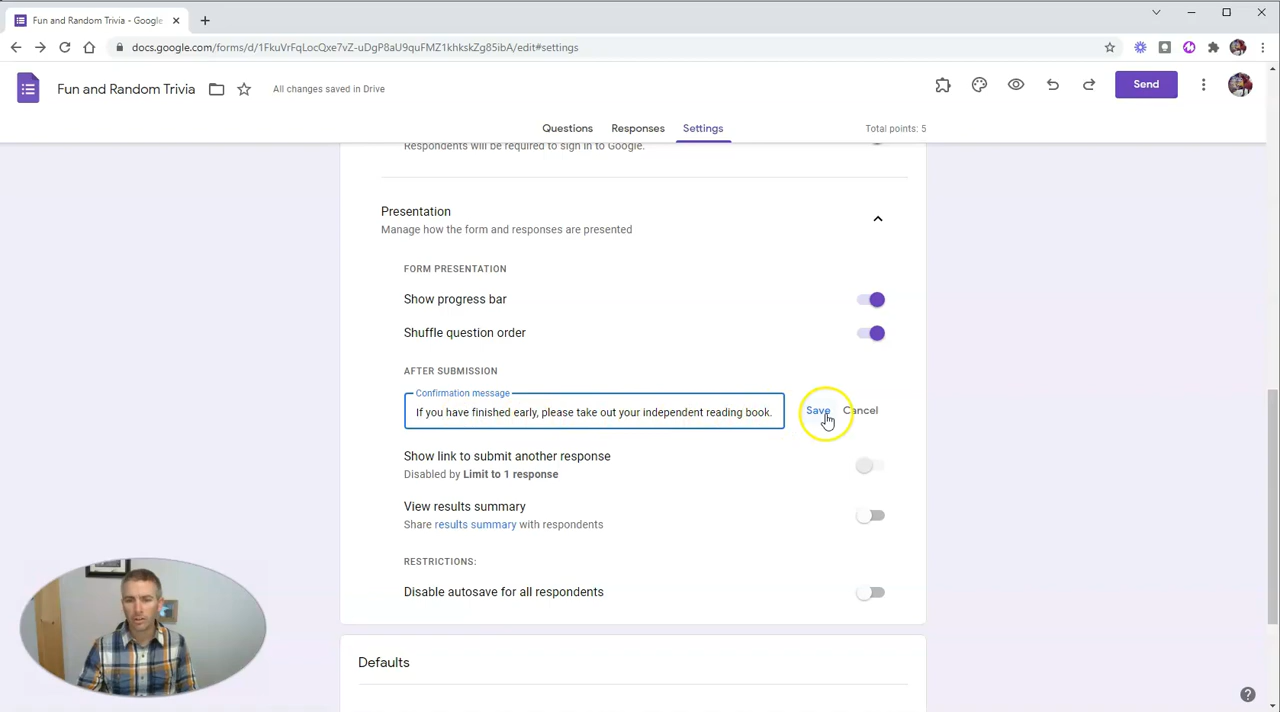 Fun and Random Trivia - Google
docs.google.com/forms/d/1FkuVrFqLocQxe7vZ-uDgP8aU9quFMZ1khkskZg85ibA/edit#settings
Fun and Random Trivia
All changes saved in Drive
Send
Questions
Responses
Settings
Total points: 5
Respondents will be required to sign in to Google.
Presentation
Manage how the form and responses are presented
FORM PRESENTATION
Show progress bar
Shuffle question order
AFTER SUBMISSION
Confirmation message
If you have finished early, please take out your independent reading book.
Save
Cancel
Show link to submit another response
Disabled by Limit to 1 response
View results summary
Share results summary with respondents
RESTRICTIONS:
Disable autosave for all respondents
Defaults